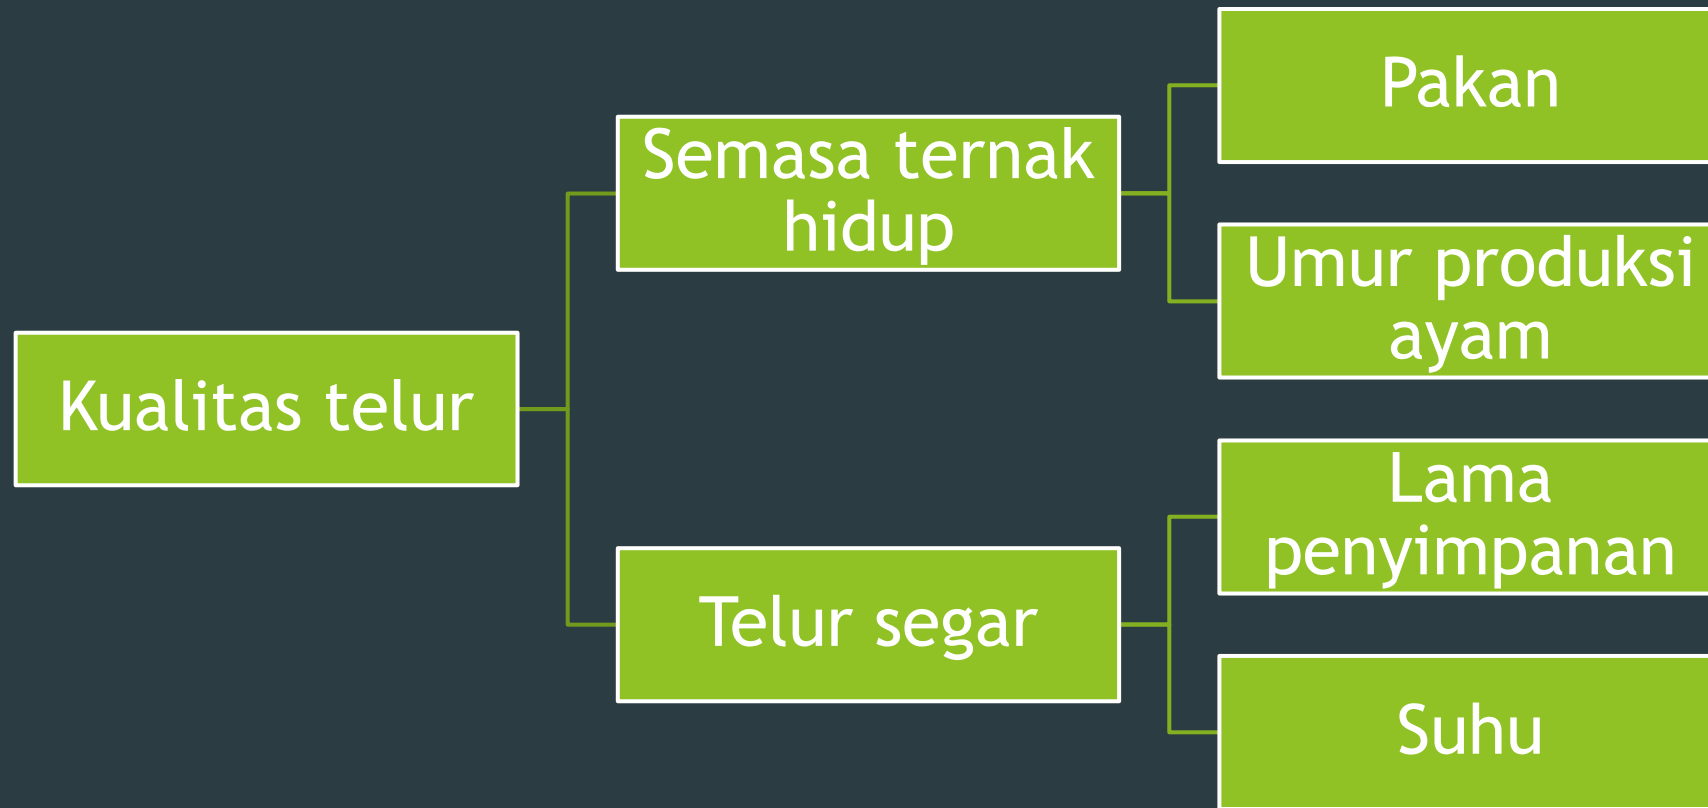 Kualitas telur
Semasa ternak
hidup
Pakan
Umur produksi
ayam
Telur segar
Lama
penyimpanan
Suhu